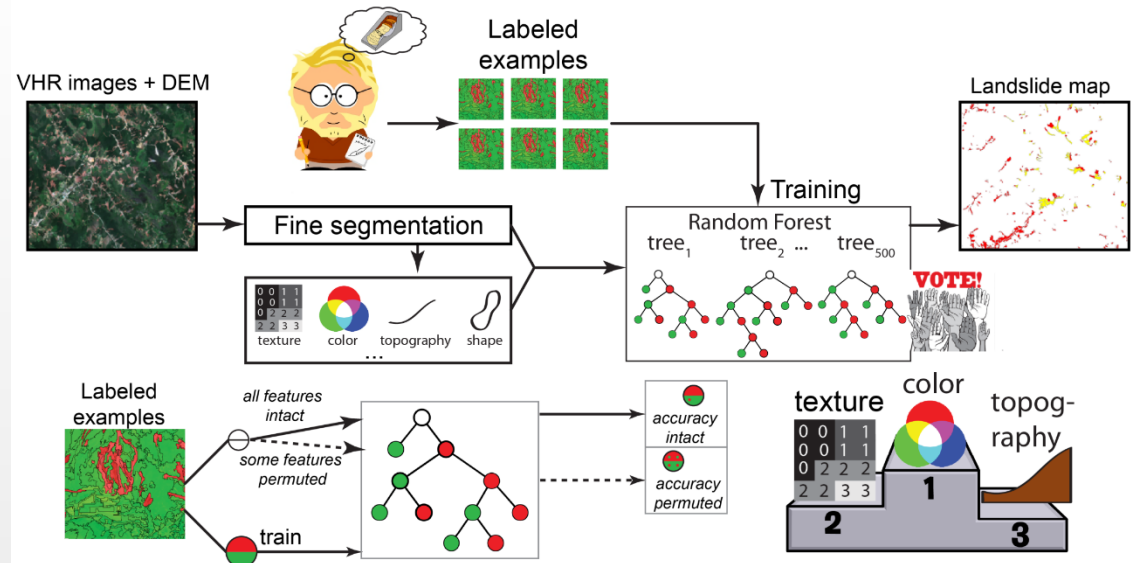 Labeled
examples
VHR images + DEM
Landslide map
Training
Fine segmentation
Random Forest
tree1 tree2 ... tree500
VOTE!
0 0 1 1
0 0 1 1
0 2 2 2
2 2 3 3
texture color topography shape
...
Labeled
examples
all features
intact
some features
permuted
train
accuracy
intact
accuracy
permuted
texture
color
topog-
raphy
0 0 1 1
0 0 1 1
0 2 2 2
2 2 3 3
1
2
3